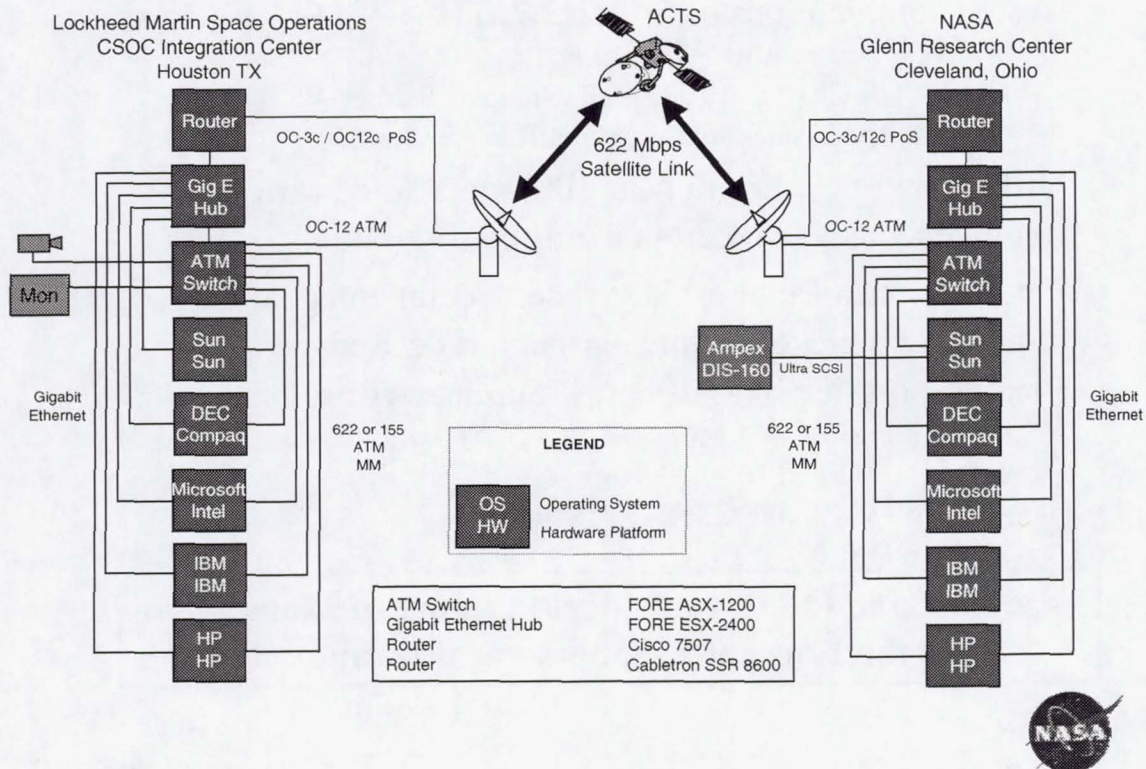 Lockheed Martin Space Operations
CSOC Integration Center
Houston TX
ACTS
NASA
Glenn Research Center
Cleveland, Ohio
Router
OC-3c / OC12c PoS
622 Mbps
Satellite Link
OC-3c/12c PoS
Router
Gig E
Hub
Gig E
Hub
OC-12 ATM
OC-12 ATM
ATM
Switch
ATM
Switch
Mon
Sun
Sun
Ampex
DIS-160
Ultra SCSI
Sun
Sun
Gigabit
Ethernet
DEC
Compaq
622 or 155
ATM
MM
622 or 155
ATM
MM
DEC
Compaq
Gigabit
Ethernet
LEGEND
OS
HW
Operating System
Hardware Platform
Microsoft
Intel
Microsoft
Intel
IBM
IBM
IBM
IBM
ATM Switch FORE ASX-1200
Gigabit Ethernet Hub FORE ESX-2400
router Cisco 7507
Router Cabletron SSR 8600
HP
HP
HP
HP
NASA